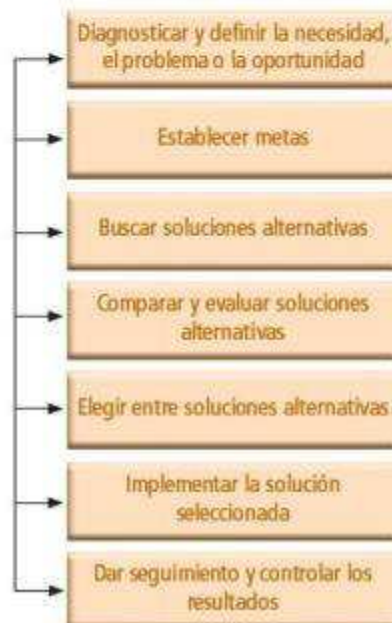 Diagnosticar y definir la necesidad,
el problema o la oportunidad
Establecer metas
Buscar soluciones alternativas
Comparar y evaluar soluciones
alternativas
Elegir entre soluciones alternativas
Implementar la solución
seleccionada
Dar seguimiento y controlar los
resultados